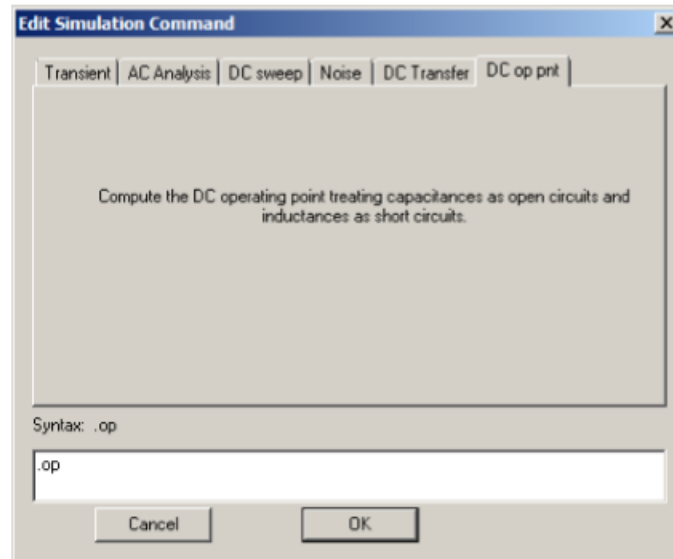 Edit Simulation Command
Transient AC Analysis DC sweep Noise DC Transfer DC op pnt
Compute the DC operating point treating capacitances as open circuits and
inductances as short circuits.
Syntax: .op
.op
Cancel OK